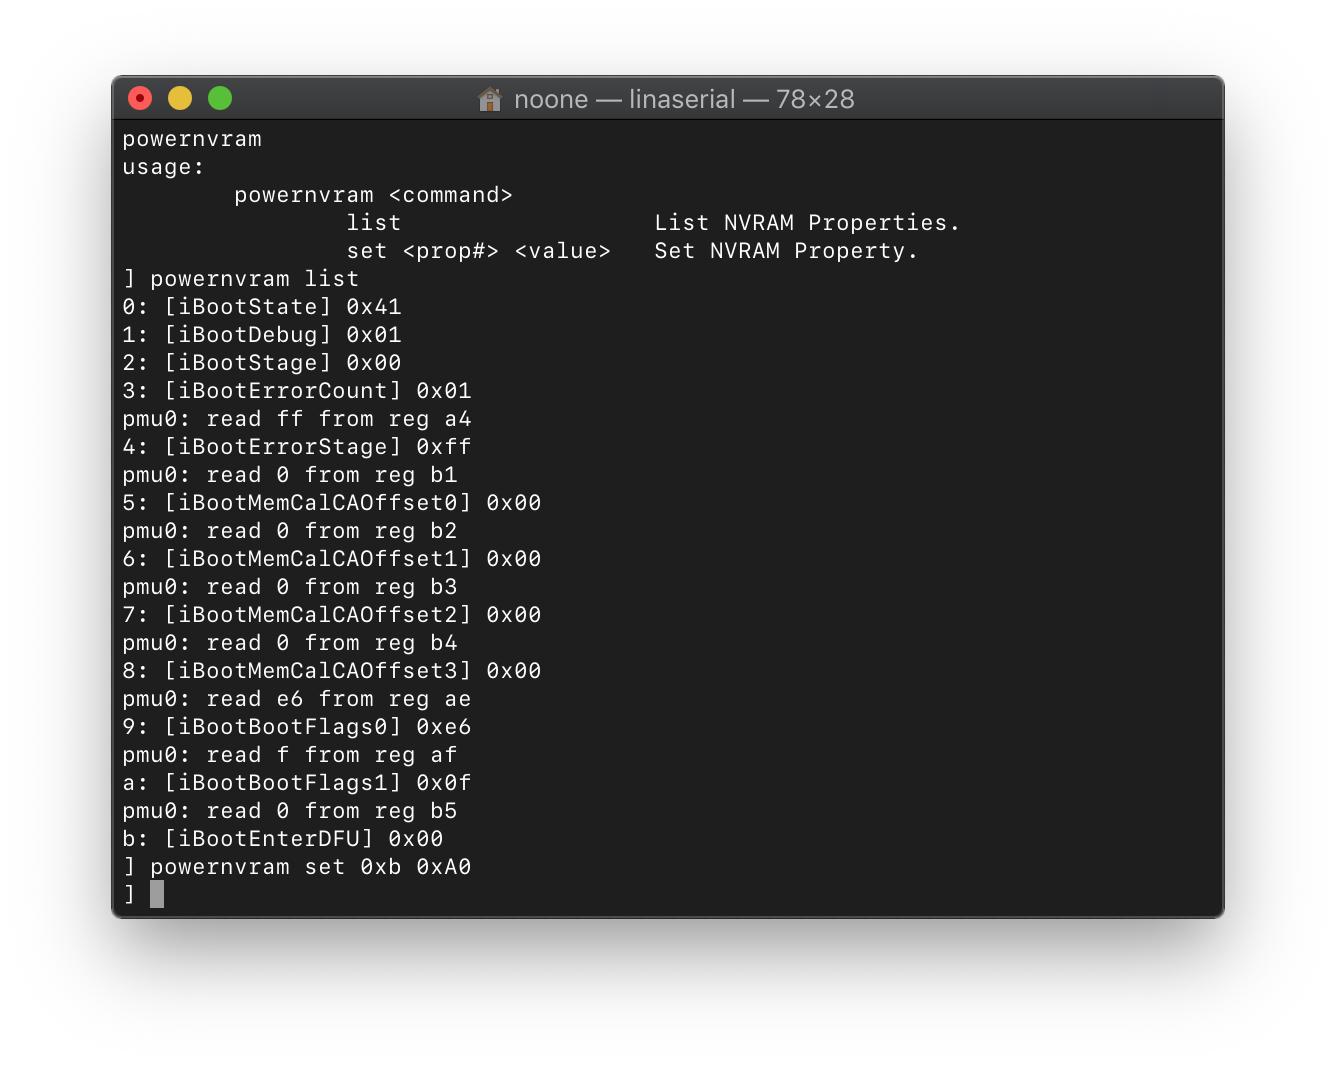 noone — linaserial — 78×28
powernvram
usage:
        powernvram <command>
                list                  List NVRAM Properties.
                set <prop#> <value>   Set NVRAM Property.
] powernvram list
0: [iBootState] 0x41
1: [iBootDebug] 0x01
2: [iBootStage] 0x00
3: [iBootErrorCount] 0x01
pmu0: read ff from reg a4
4: [iBootErrorStage] 0xff
pmu0: read 0 from reg b1
5: [iBootMemCalCAOffset0] 0x00
pmu0: read 0 from reg b2
6: [iBootMemCalCAOffset1] 0x00
pmu0: read 0 from reg b3
7: [iBootMemCalCAOffset2] 0x00
pmu0: read 0 from reg b4
8: [iBootMemCalCAOffset3] 0x00
pmu0: read e6 from reg ae
9: [iBootBootFlags0] 0xe6
pmu0: read f from reg af
a: [iBootBootFlags1] 0x0f
pmu0: read 0 from reg b5
b: [iBootEnterDFU] 0x00
] powernvram set 0xb 0xA0
]